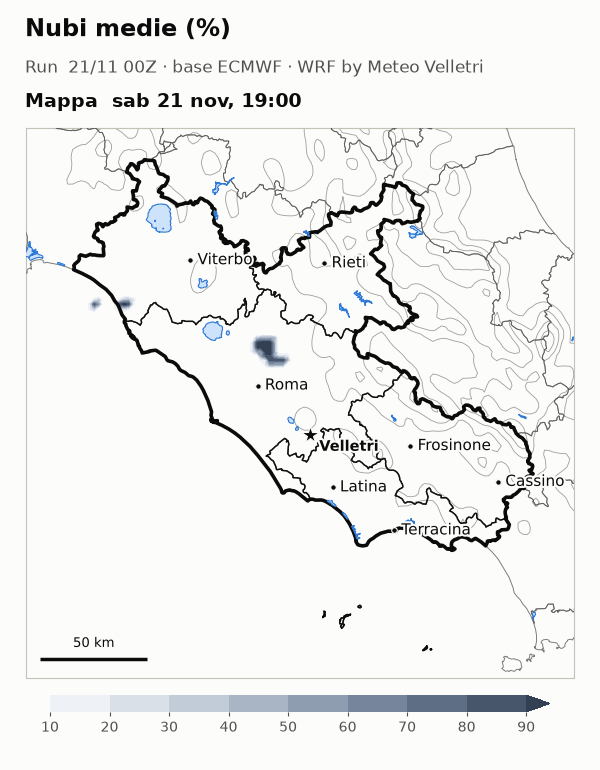 Nubi medie (%)
Run 21/11 00Z · base ECMWF · WRF by Meteo Velletri
Mappa sab 21 nov, 19:00
Viterbo
Rieti
Roma
Velletri
Frosinone
Cassino
Latina
Terracina
50 km
10 20 30 40 50 60 70 80 90